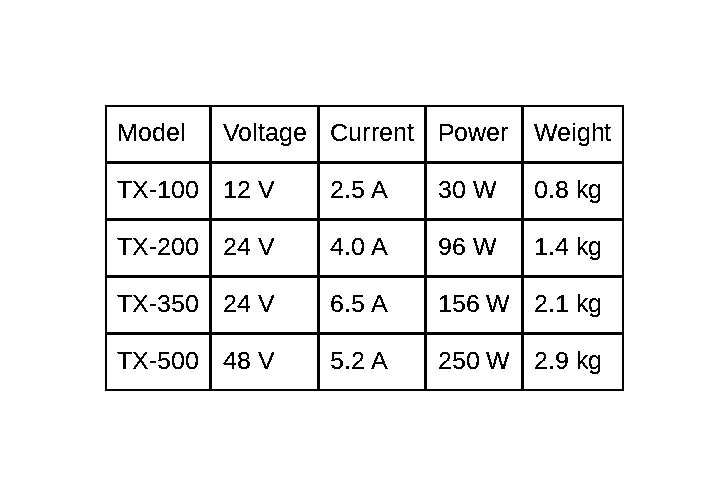 Model Voltage Current Power Weight
TX-100 12 V 2.5 A 30 W 0.8 kg
TX-200 24 V 4.0 A 96 W 1.4 kg
TX-350 24 V 6.5 A 156 W 2.1 kg
TX-500 48 V 5.2 A 250 W 2.9 kg